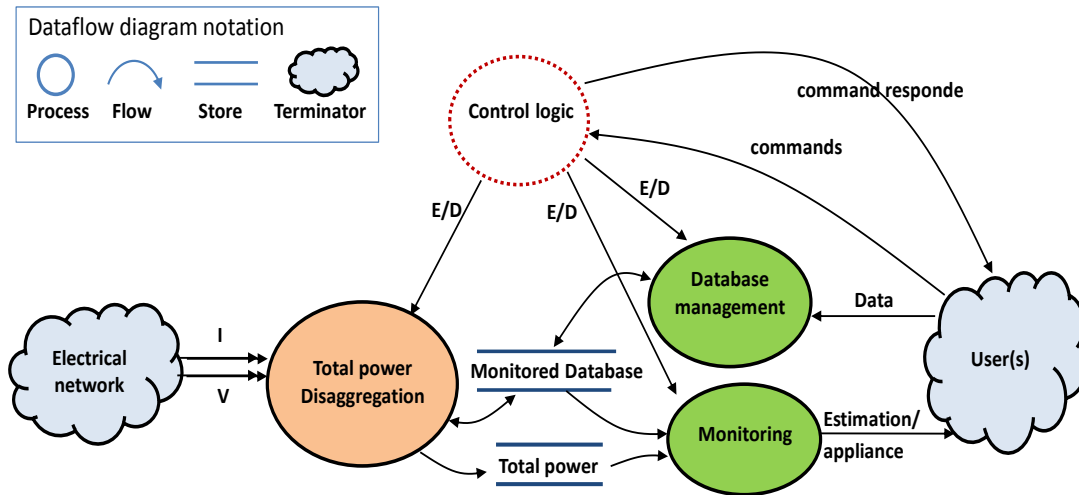 Dataflow diagram notation
Process
Flow
Store
Terminator
Control logic
command responde
commands
E/D
E/D
E/D
Database
management
Data
Electrical
network
I
V
Total power
Disaggregation
Monitored Database
User(s)
Monitoring
Estimation/
appliance
Total power